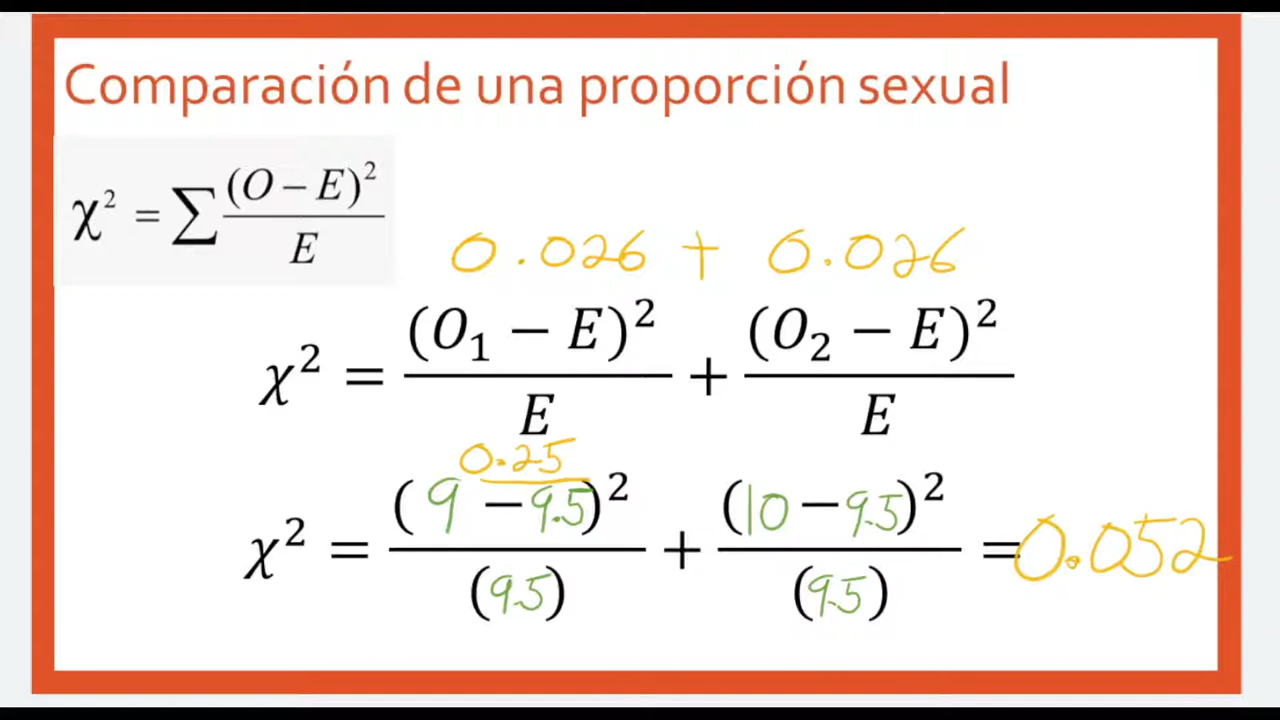 Comparación de una proporción sexual
χ² = ∑ (O − E)² / E
0.026 + 0.026
χ² = (O₁ − E)² / E + (O₂ − E)² / E
0.25
χ² = (9 − 9.5)² / (9.5) + (10 − 9.5)² / (9.5) = 0.052